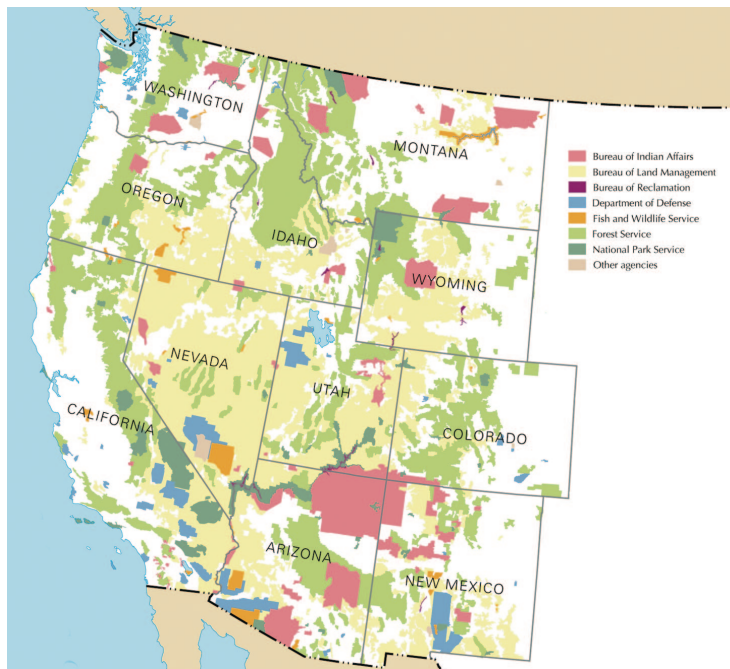 WASHINGTON
MONTANA
OREGON
IDAHO
WYOMING
NEVADA
UTAH
CALIFORNIA
COLORADO
ARIZONA
NEW MEXICO
Bureau of Indian Affairs
Bureau of Land Management
Bureau of Reclamation
Department of Defense
Fish and Wildlife Service
Forest Service
National Park Service
Other agencies